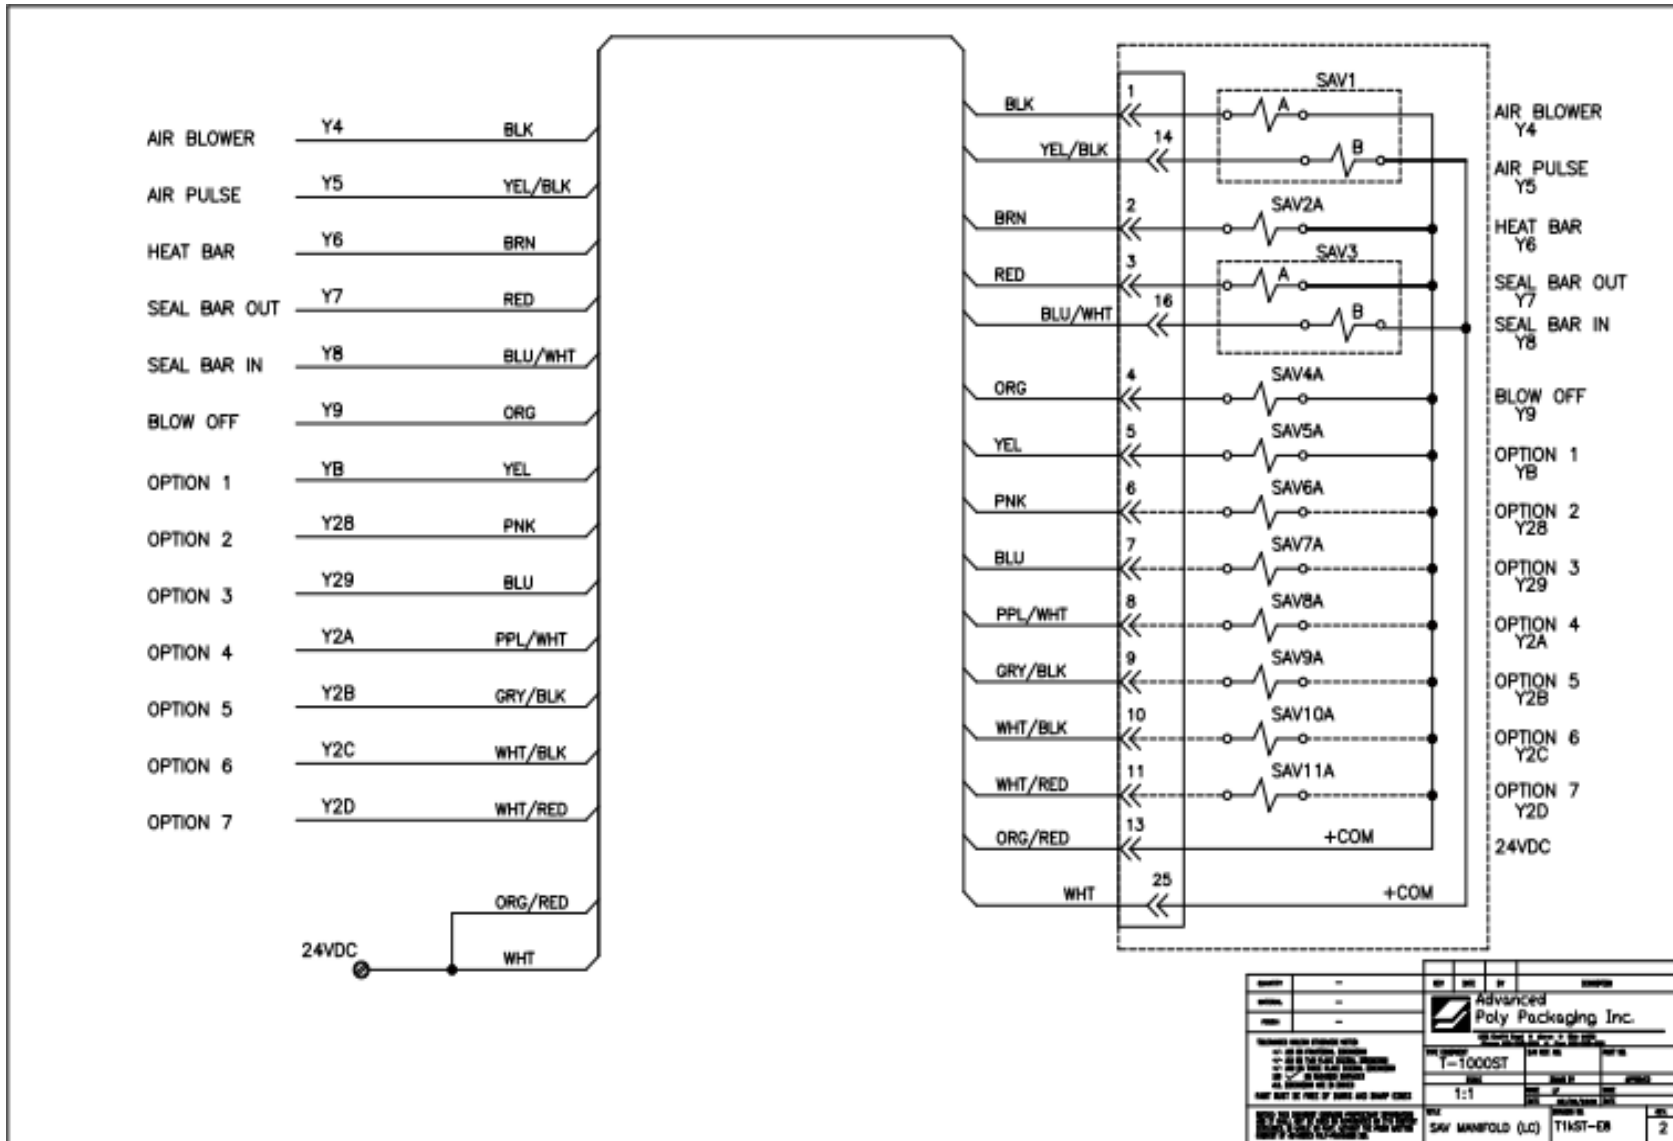 AIR BLOWER Y4 BLK
AIR PULSE Y5 YEL/BLK
HEAT BAR Y6 BRN
SEAL BAR OUT Y7 RED
SEAL BAR IN Y8 BLU/WHT
BLOW OFF Y9 ORG
OPTION 1 YB YEL
OPTION 2 Y28 PNK
OPTION 3 Y29 BLU
OPTION 4 Y2A PPL/WHT
OPTION 5 Y2B GRY/BLK
OPTION 6 Y2C WHT/BLK
OPTION 7 Y2D WHT/RED
ORG/RED
24VDC WHT
SAV1
BLK 1 A AIR BLOWER
Y4
YEL/BLK 14 B AIR PULSE
Y5
BRN 2 SAV2A HEAT BAR
Y6
SAV3
RED 3 A SEAL BAR OUT
Y7
BLU/WHT 16 B SEAL BAR IN
Y8
ORG 4 SAV4A BLOW OFF
Y9
YEL 5 SAV5A OPTION 1
YB
PNK 6 SAV6A OPTION 2
Y28
BLU 7 SAV7A OPTION 3
Y29
PPL/WHT 8 SAV8A OPTION 4
Y2A
GRY/BLK 9 SAV9A OPTION 5
Y2B
WHT/BLK 10 SAV10A OPTION 6
Y2C
WHT/RED 11 SAV11A OPTION 7
Y2D
ORG/RED 13 +COM 24VDC
WHT 25 +COM
Advanced
Poly Packaging Inc.
T-1000ST
1:1
SAV MANIFOLD (LC) T1kST-E8 2